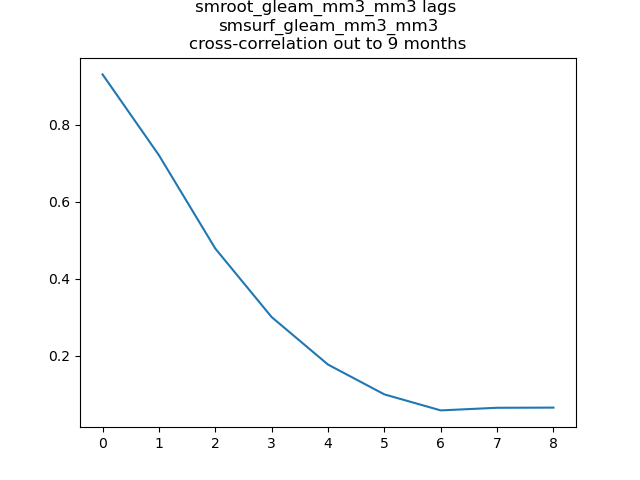 smroot_gleam_mm3_mm3 lags
smsurf_gleam_mm3_mm3
cross-correlation out to 9 months
0.8
0.6
0.4
0.2
0 1 2 3 4 5 6 7 8